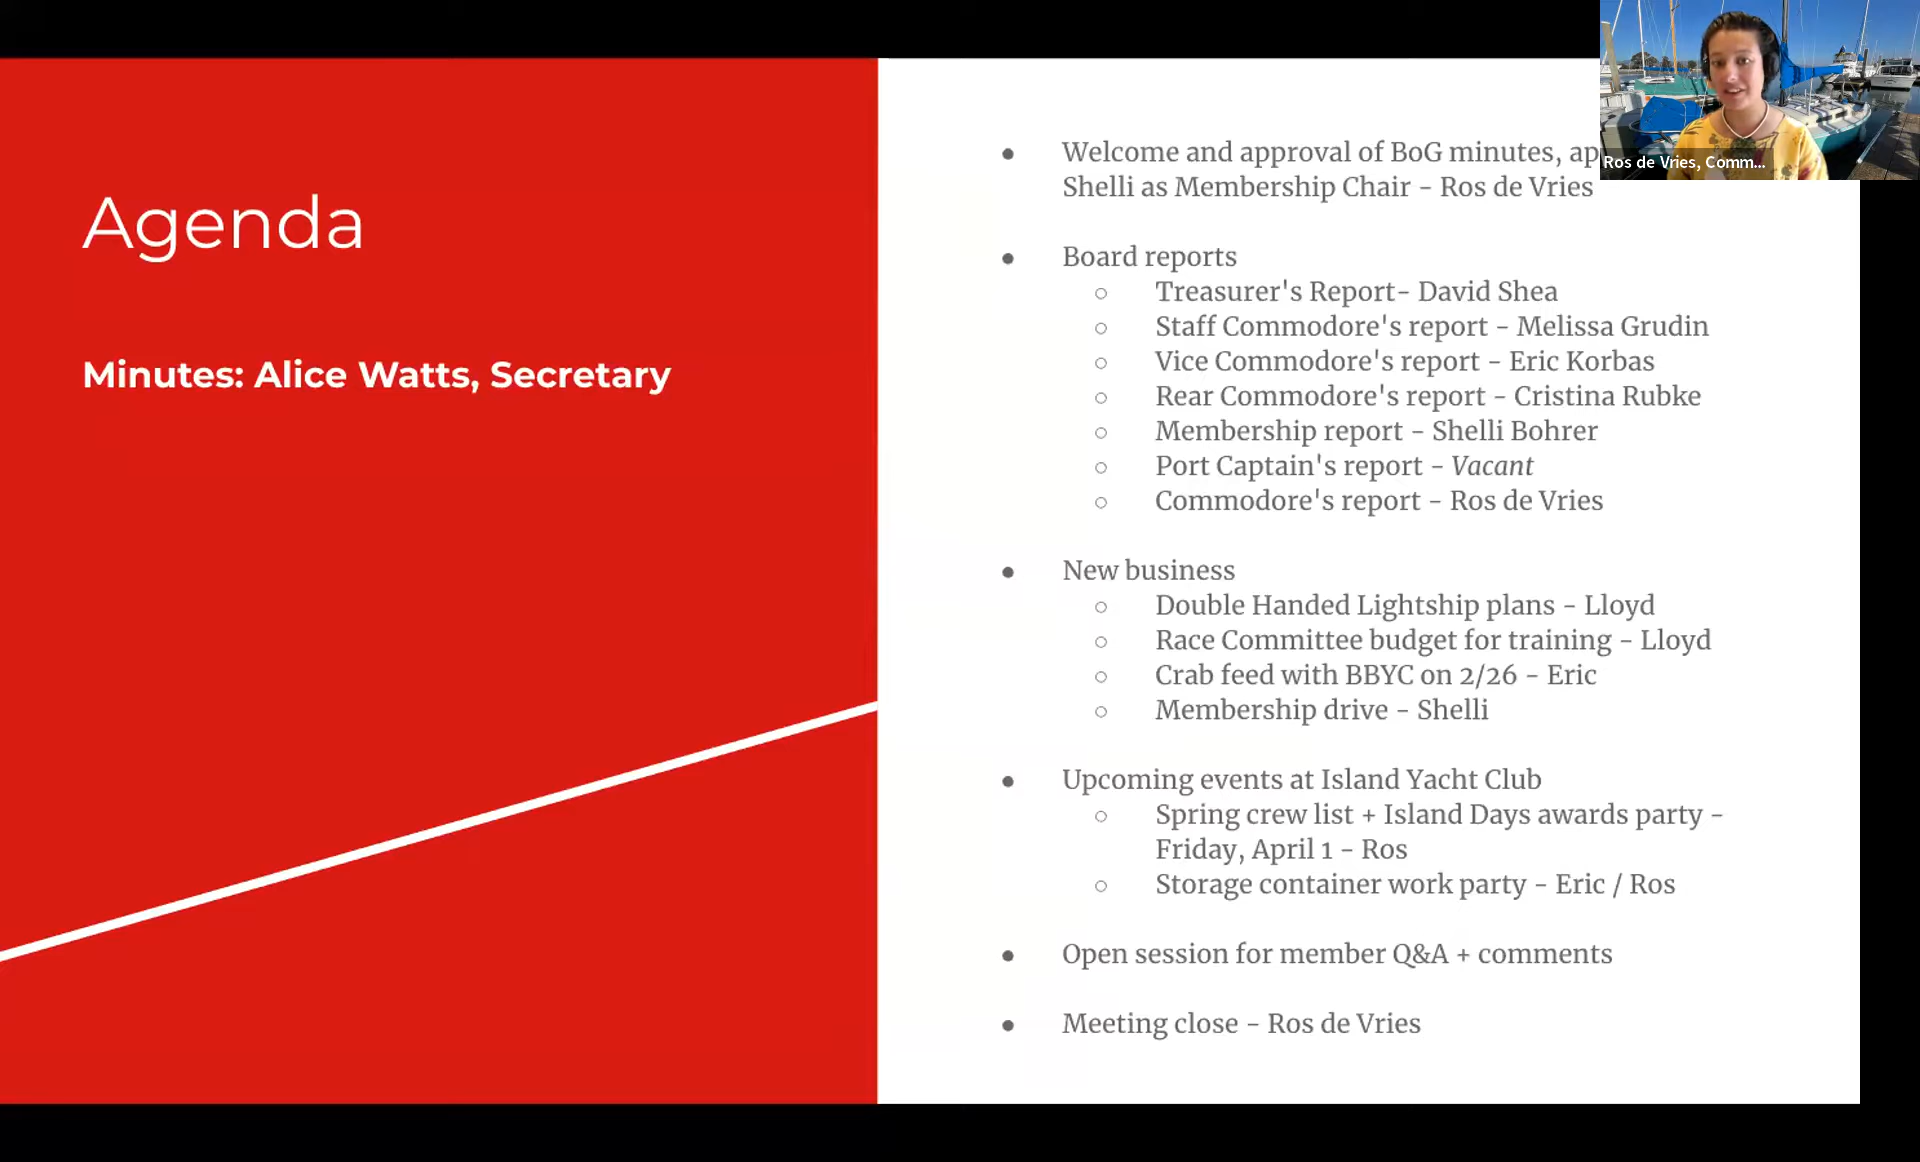 Agenda
Minutes: Alice Watts, Secretary
Welcome and approval of BoG minutes,
Shelli as Membership Chair - Ros de Vries
Board reports
Treasurer's Report- David Shea
Staff Commodore's report - Melissa Grudin
Vice Commodore's report - Eric Korbas
Rear Commodore's report - Cristina Rubke
Membership report - Shelli Bohrer
Port Captain's report - Vacant
Commodore's report - Ros de Vries
New business
Double Handed Lightship plans - Lloyd
Race Committee budget for training - Lloyd
Crab feed with BBYC on 2/26 - Eric
Membership drive - Shelli
Upcoming events at Island Yacht Club
Spring crew list + Island Days awards party -
Friday, April 1 - Ros
Storage container work party - Eric / Ros
Open session for member Q&A + comments
Meeting close - Ros de Vries
Ros de Vries, Comm...